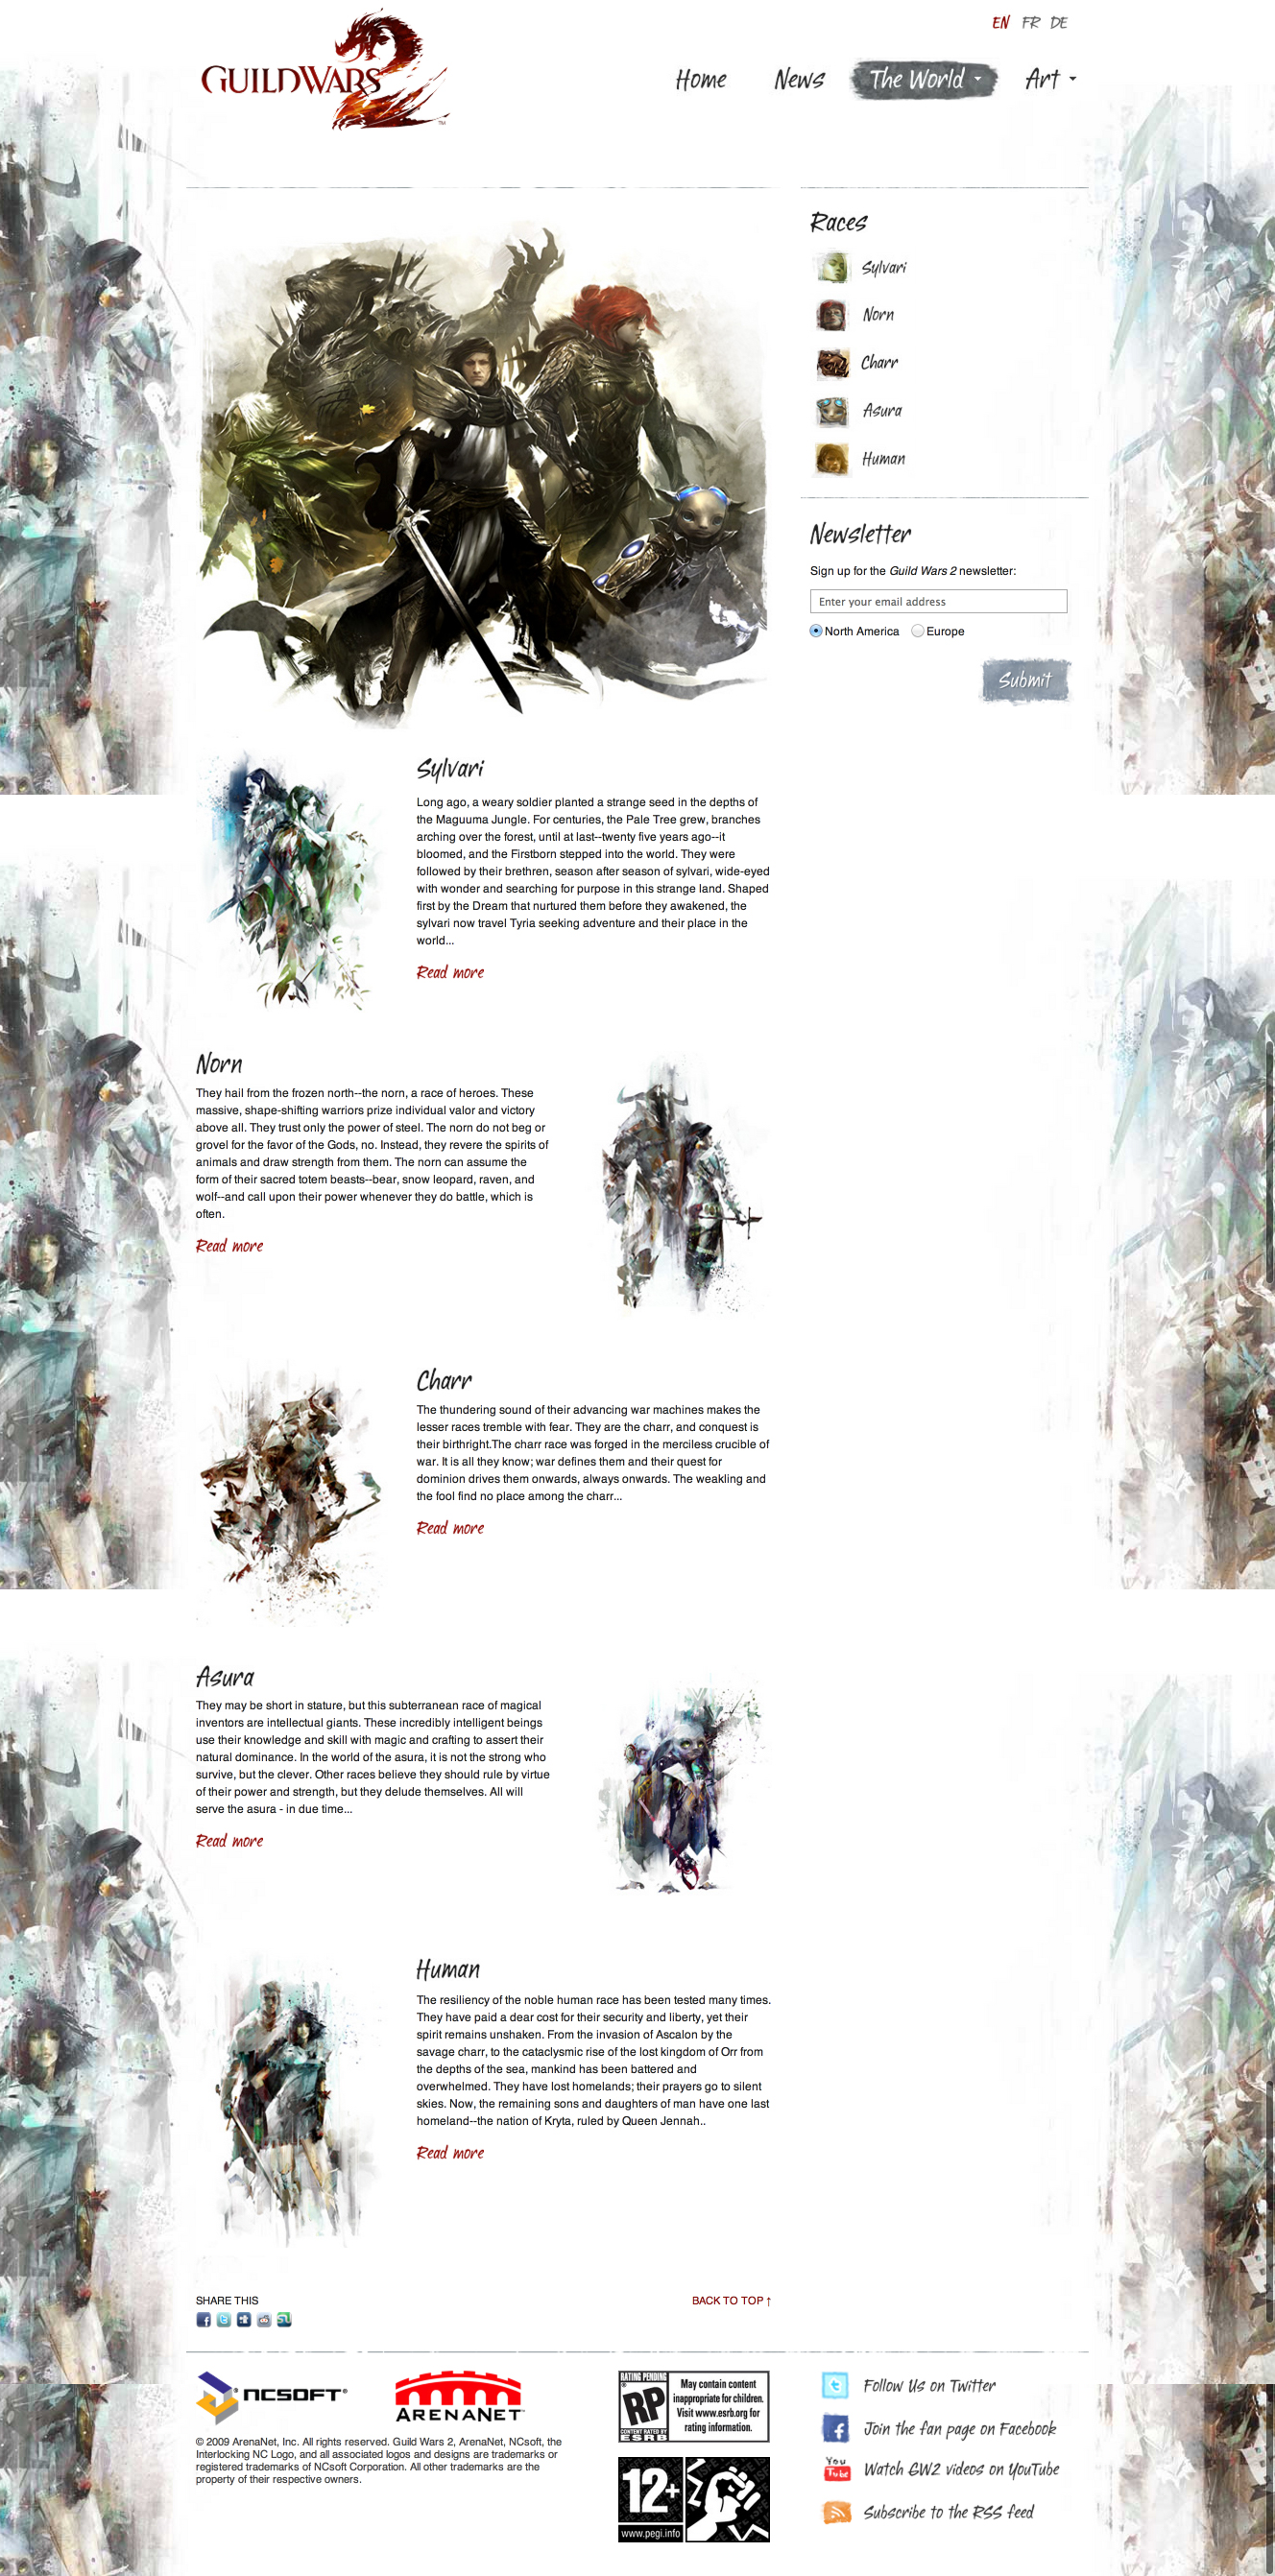 EN FR DE
GUILDWARS 2
TM
Home News The World Art
Races
Sylvari
Norn
Charr
Asura
Human
Newsletter
Sign up for the Guild Wars 2 newsletter:
Enter your email address
North America Europe
Submit
Sylvari
Long ago, a weary soldier planted a strange seed in the depths of
the Maguuma Jungle. For centuries, the Pale Tree grew, branches
arching over the forest, until at last--twenty five years ago--it
bloomed, and the Firstborn stepped into the world. They were
followed by their brethren, season after season of sylvari, wide-eyed
with wonder and searching for purpose in this strange land. Shaped
first by the Dream that nurtured them before they awakened, the
sylvari now travel Tyria seeking adventure and their place in the
world...
Read more
Norn
They hail from the frozen north--the norn, a race of heroes. These
massive, shape-shifting warriors prize individual valor and victory
above all. They trust only the power of steel. The norn do not beg or
grovel for the favor of the Gods, no. Instead, they revere the spirits of
animals and draw strength from them. The norn can assume the
form of their sacred totem beasts--bear, snow leopard, raven, and
wolf--and call upon their power whenever they do battle, which is
often.
Read more
Charr
The thundering sound of their advancing war machines makes the
lesser races tremble with fear. They are the charr, and conquest is
their birthright.The charr race was forged in the merciless crucible of
war. It is all they know; war defines them and their quest for
dominion drives them onwards, always onwards. The weakling and
the fool find no place among the charr...
Read more
Asura
They may be short in stature, but this subterranean race of magical
inventors are intellectual giants. These incredibly intelligent beings
use their knowledge and skill with magic and crafting to assert their
natural dominance. In the world of the asura, it is not the strong who
survive, but the clever. Other races believe they should rule by virtue
of their power and strength, but they delude themselves. All will
serve the asura - in due time...
Read more
Human
The resiliency of the noble human race has been tested many times.
They have paid a dear cost for their security and liberty, yet their
spirit remains unshaken. From the invasion of Ascalon by the
savage charr, to the cataclysmic rise of the lost kingdom of Orr from
the depths of the sea, mankind has been battered and
overwhelmed. They have lost homelands; their prayers go to silent
skies. Now, the remaining sons and daughters of man have one last
homeland--the nation of Kryta, ruled by Queen Jennah..
Read more
SHARE THIS
BACK TO TOP ↑
NCSOFT®
ARENANET
© 2009 ArenaNet, Inc. All rights reserved. Guild Wars 2, ArenaNet, NCsoft, the
Interlocking NC Logo, and all associated logos and designs are trademarks or
registered trademarks of NCsoft Corporation. All other trademarks are the
property of their respective owners.
RATING PENDING
RP
CONTENT RATED BY
ESRB
May contain content
inappropriate for children.
Visit www.esrb.org for
rating information.
12+
www.pegi.info
Follow Us on Twitter
Join the fan page on Facebook
You
Tube
Watch GW2 videos on YouTube
Subscribe to the RSS feed